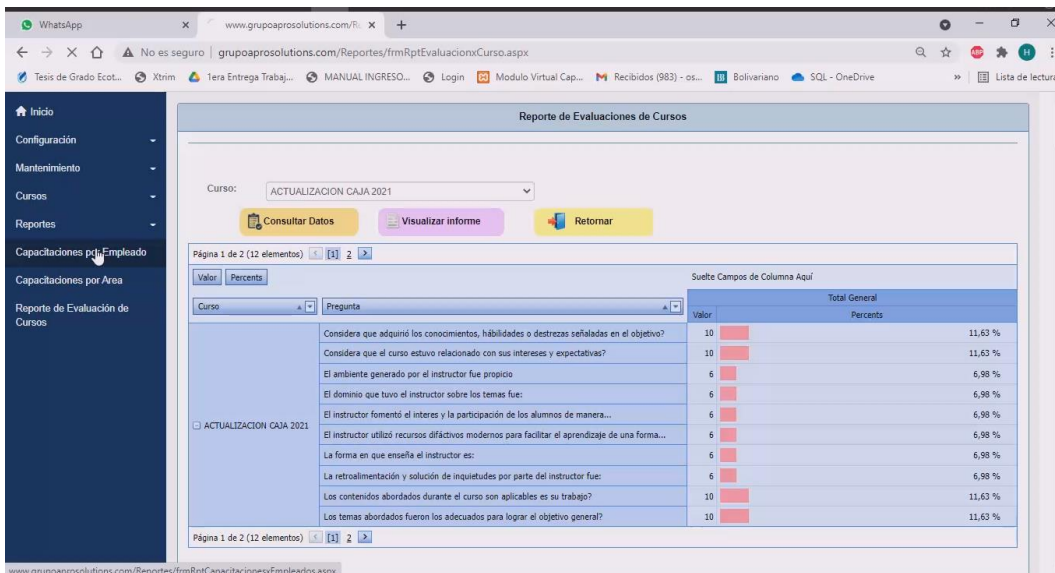 WhatsApp
www.grupoaprosolutions.com/R
No es seguro
grupoaprosolutions.com/Reportes/frmRptEvaluacionxCurso.aspx
ABP
H
Tesis de Grado Ecot...
Xtrim
1era Entrega Trabaj...
MANUAL INGRESO...
Login
Modulo Virtual Cap...
Recibidos (983) - os...
Bolivariano
SQL - OneDrive
»
Lista de lectura
Inicio
Configuración
Mantenimiento
Cursos
Reportes
Capacitaciones por Empleado
Capacitaciones por Area
Reporte de Evaluación de
Cursos
Reporte de Evaluaciones de Cursos
Curso:
ACTUALIZACION CAJA 2021
Consultar Datos
Visualizar informe
Retornar
Página 1 de 2 (12 elementos) [1] 2
Valor Percents
Suelte Campos de Columna Aquí
Curso
Pregunta
Total General
Valor Percents
ACTUALIZACION CAJA 2021
Considera que adquirió los conocimientos, hábilidades o destrezas señaladas en el objetivo? 10 11,63 %
Considera que el curso estuvo relacionado con sus intereses y expectativas? 10 11,63 %
El ambiente generado por el instructor fue propicio 6 6,98 %
El dominio que tuvo el instructor sobre los temas fue: 6 6,98 %
El instructor fomentó el interes y la participación de los alumnos de manera... 6 6,98 %
El instructor utilizó recursos difáctivos modernos para facilitar el aprendizaje de una forma... 6 6,98 %
La forma en que enseña el instructor es: 6 6,98 %
La retroalimentación y solución de inquietudes por parte del instructor fue: 6 6,98 %
Los contenidos abordados durante el curso son aplicables es su trabajo? 10 11,63 %
Los temas abordados fueron los adecuados para lograr el objetivo general? 10 11,63 %
Página 1 de 2 (12 elementos) [1] 2
www.grupoaprosolutions.com/Reportes/frmRptCapacitacionesxEmpleados.aspx